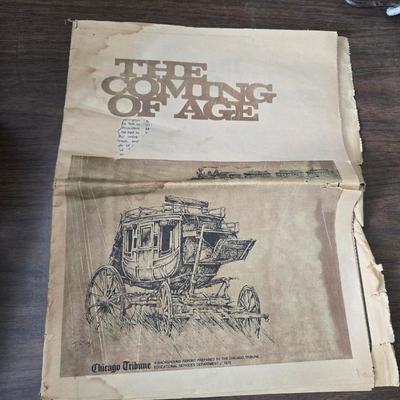 THE
COMING
OF AGE
Chicago Tribune
A BACKGROUND REPORT PREPARED BY THE CHICAGO TRIBUNE
EDUCATIONAL SERVICES DEPARTMENT